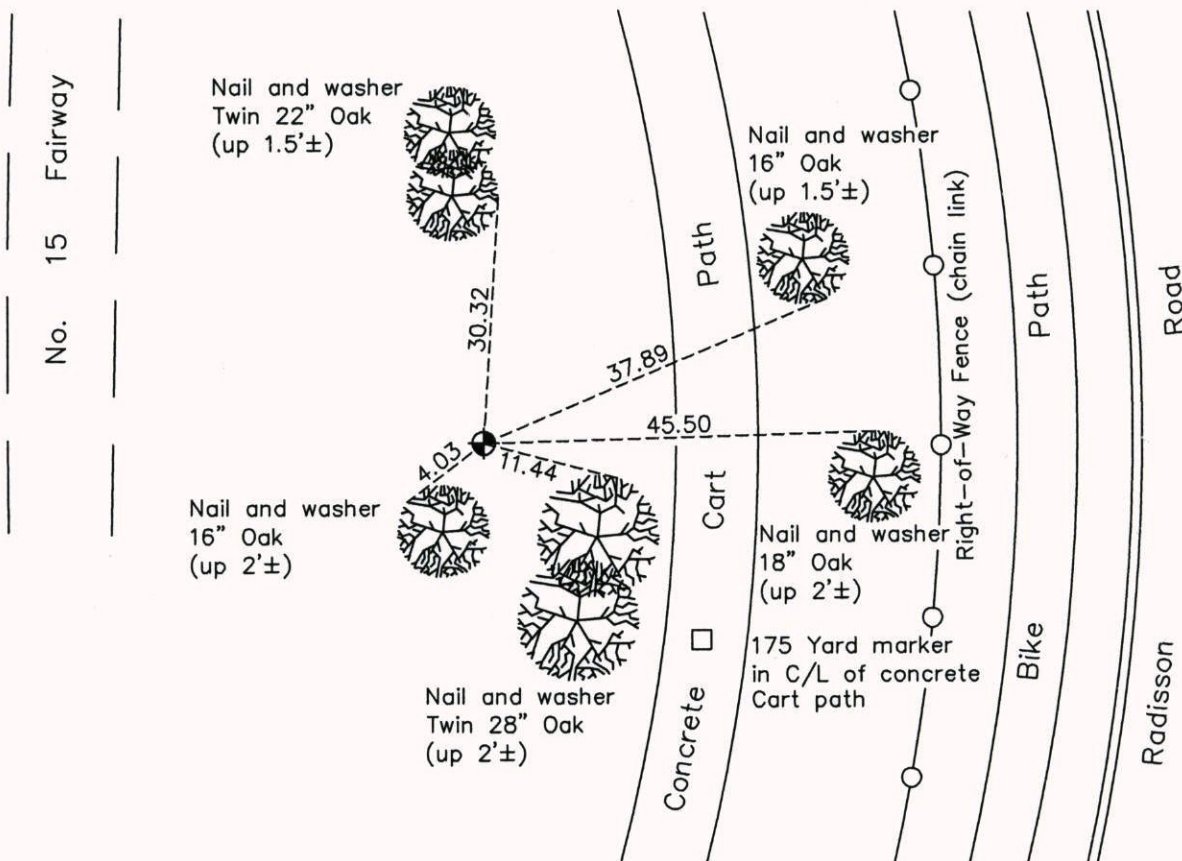 No. 15 Fairway
Nail and washer
Twin 22" Oak
(up 1.5'±)
Nail and washer
16" Oak
(up 1.5'±)
30.32
37.89
45.50
4.03
11.44
Nail and washer
16" Oak
(up 2'±)
Nail and washer
Twin 28" Oak
(up 2'±)
Nail and washer
18" Oak
(up 2'±)
175 Yard marker
in C/L of concrete
Cart path
Concrete Cart Path
Right-of-Way Fence (chain link)
Bike Path
Radisson Road